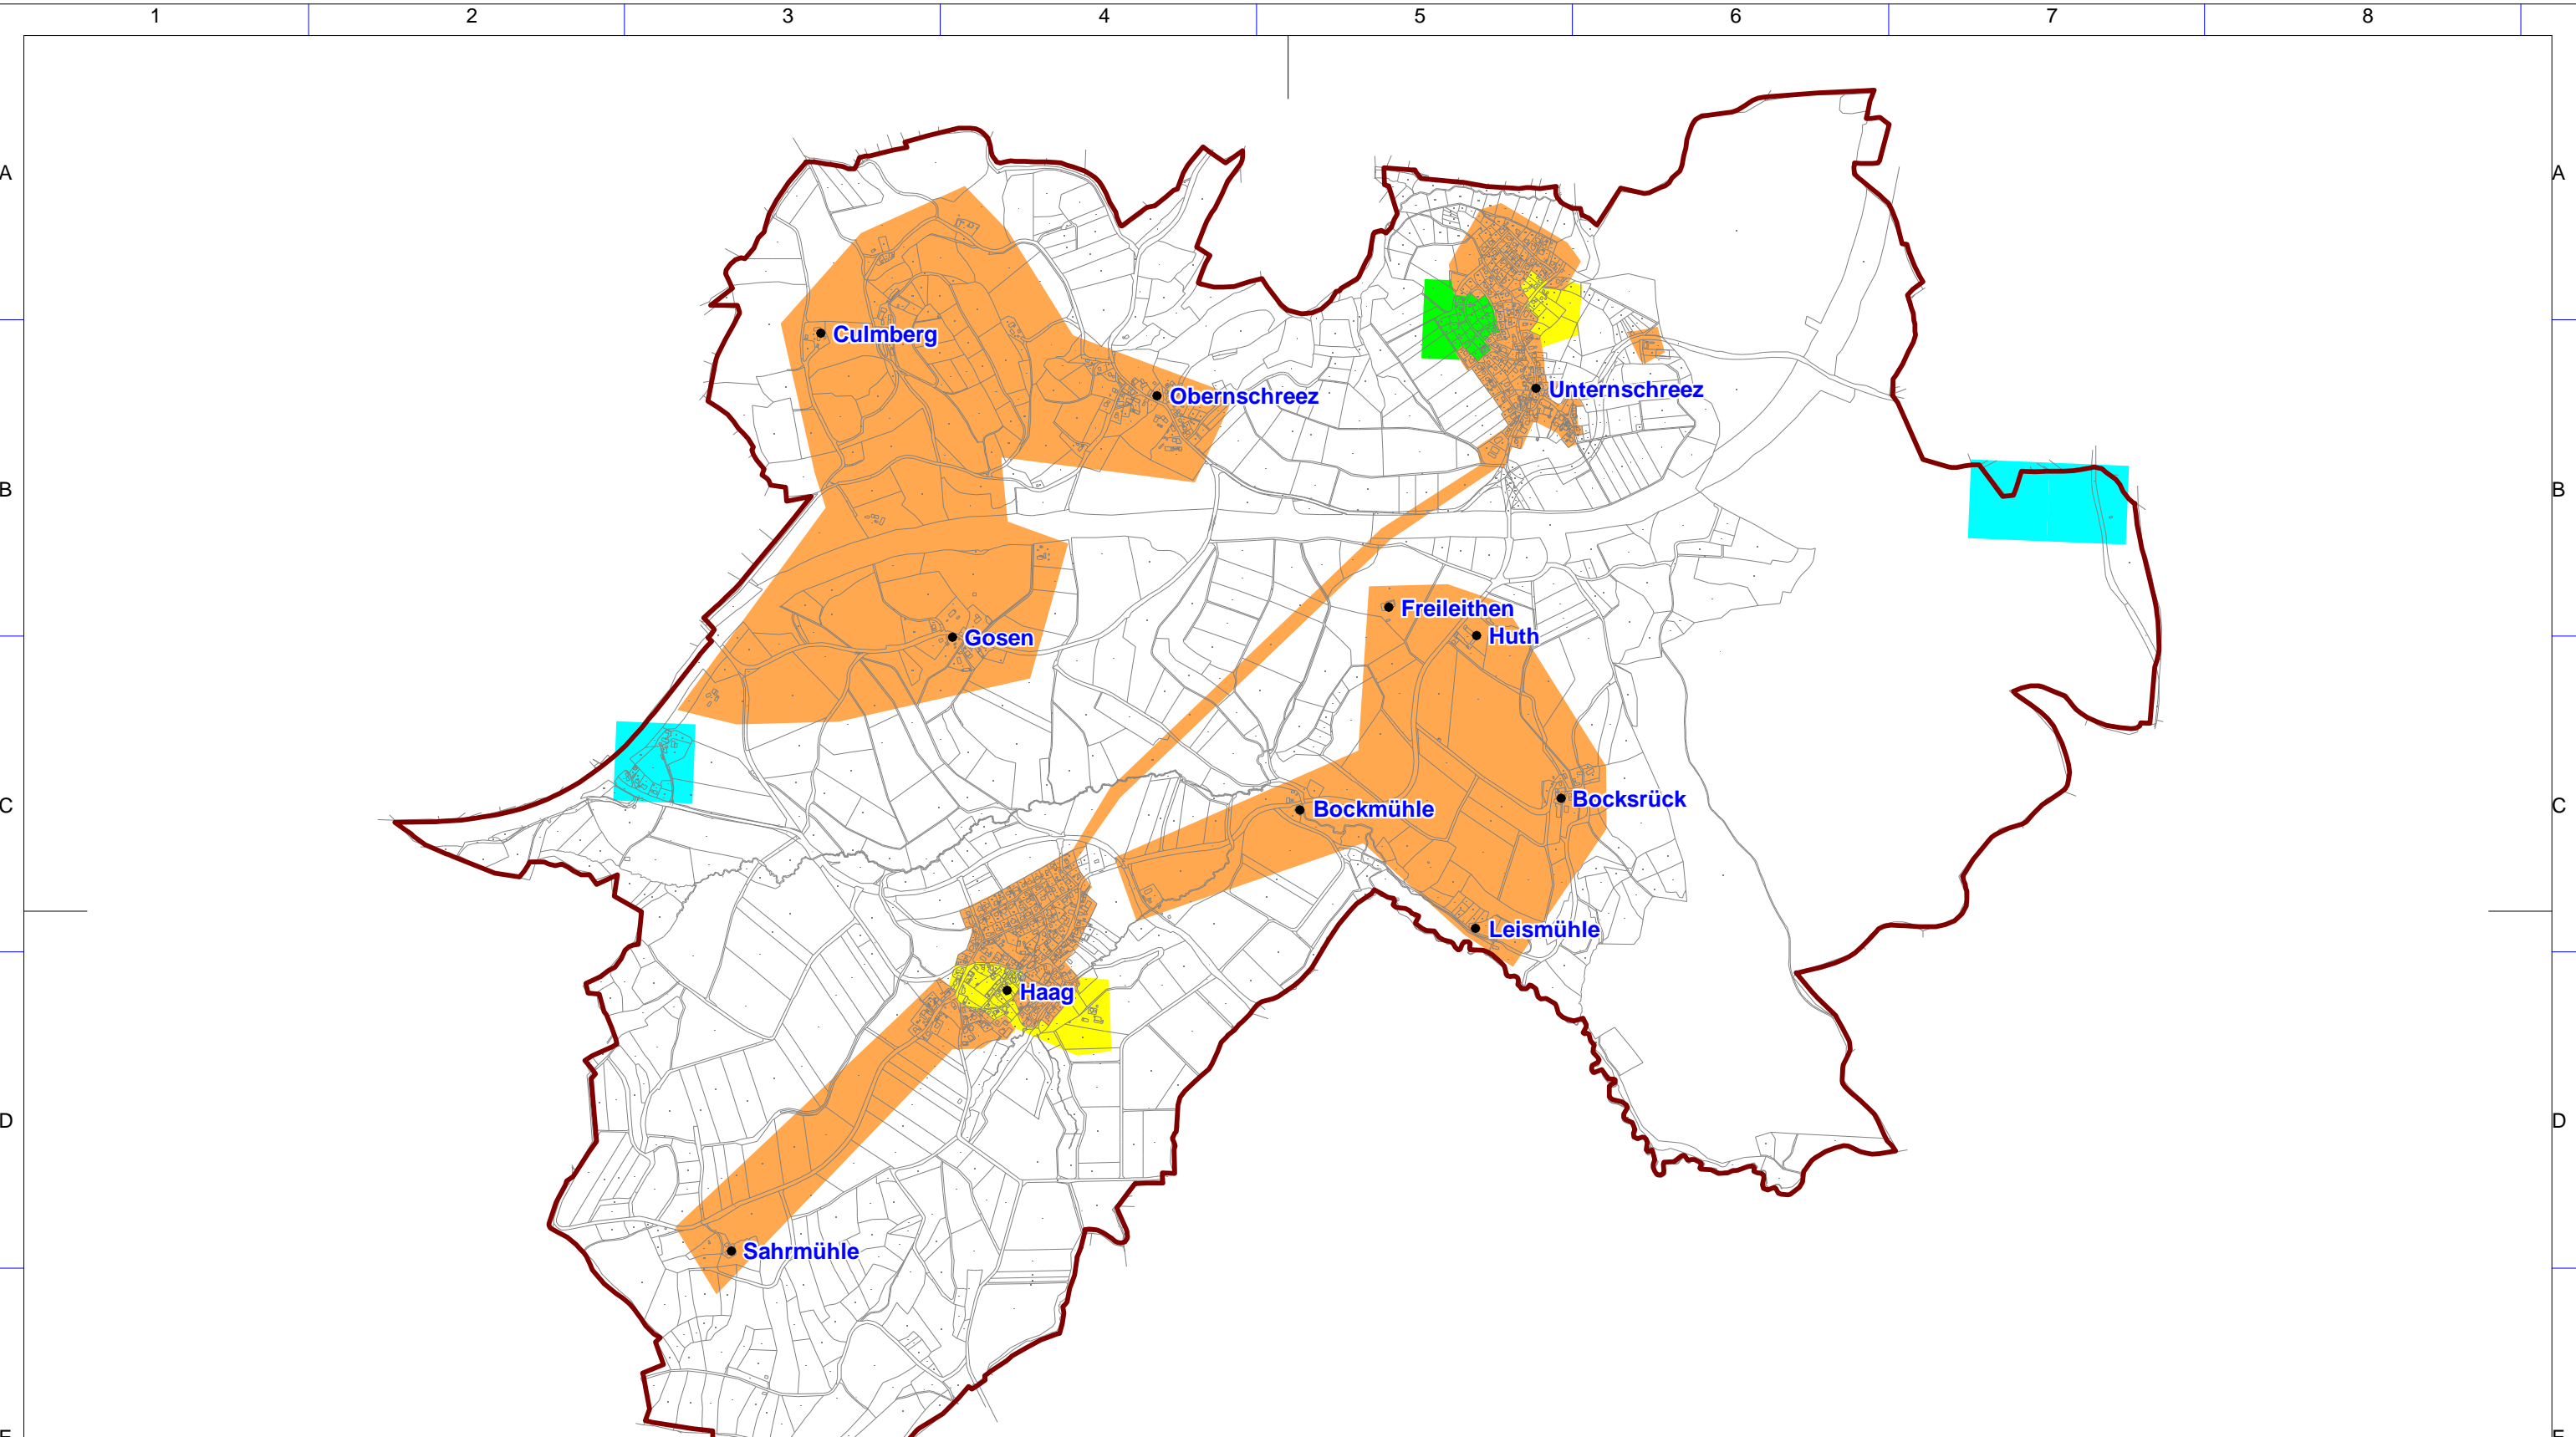 1 2 3 4 5 6 7 8
A A
Culmberg
Obernschreez
Unternschreez
B B
Freileithen
Gosen
Huth
Bocksrück
C C
Bockmühle
Leismühle
Haag
D D
Sahrmühle